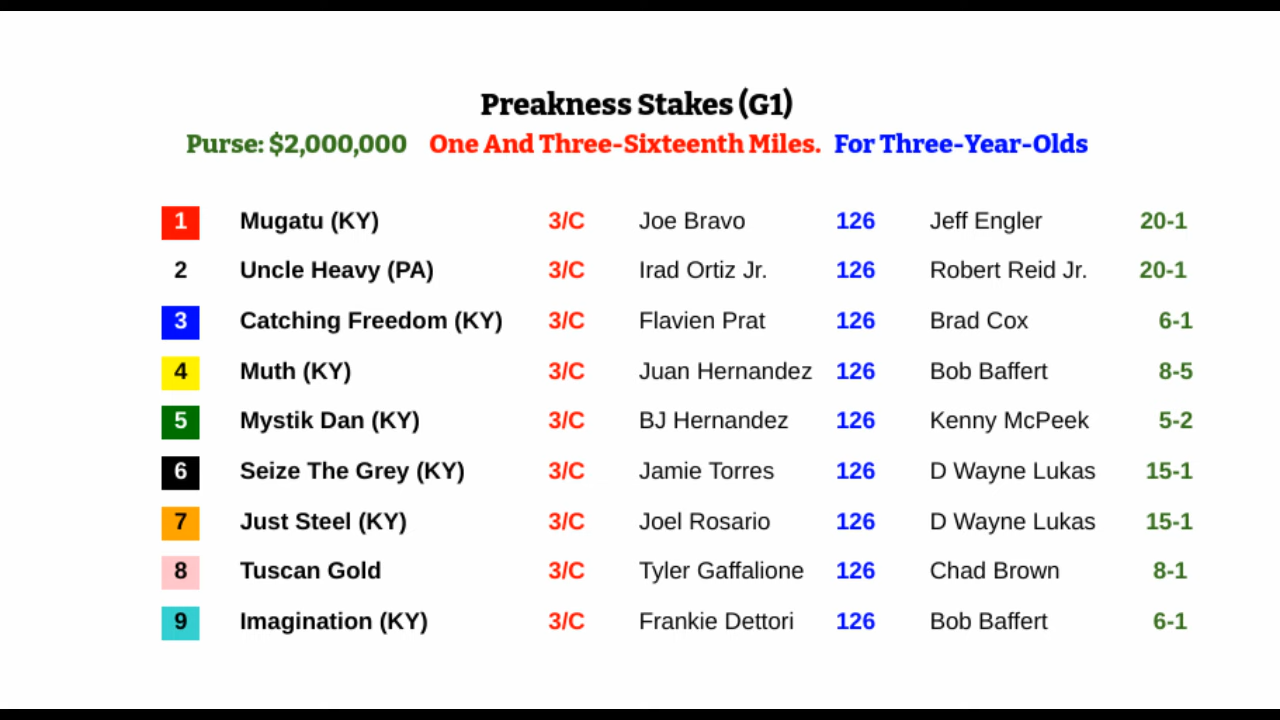 Preakness Stakes (G1)
Purse: $2,000,000 One And Three-Sixteenth Miles. For Three-Year-Olds
1 Mugatu (KY) 3/C Joe Bravo 126 Jeff Engler 20-1
2 Uncle Heavy (PA) 3/C Irad Ortiz Jr. 126 Robert Reid Jr. 20-1
3 Catching Freedom (KY) 3/C Flavien Prat 126 Brad Cox 6-1
4 Muth (KY) 3/C Juan Hernandez 126 Bob Baffert 8-5
5 Mystik Dan (KY) 3/C BJ Hernandez 126 Kenny McPeek 5-2
6 Seize The Grey (KY) 3/C Jamie Torres 126 D Wayne Lukas 15-1
7 Just Steel (KY) 3/C Joel Rosario 126 D Wayne Lukas 15-1
8 Tuscan Gold 3/C Tyler Gaffalione 126 Chad Brown 8-1
9 Imagination (KY) 3/C Frankie Dettori 126 Bob Baffert 6-1